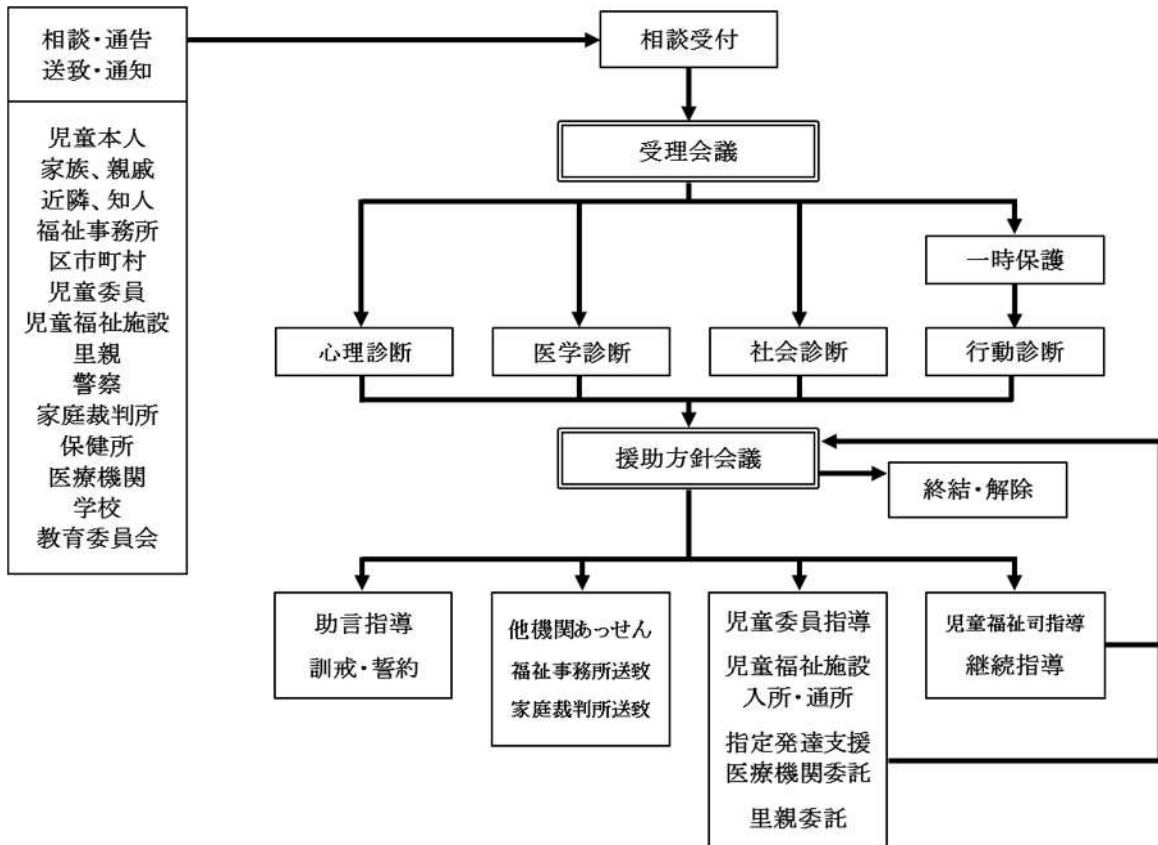 相談・通告
送致・通知
児童本人
家族、親戚
近隣、知人
福祉事務所
区市町村
児童委員
児童福祉施設
里親
警察
家庭裁判所
保健所
医療機関
学校
教育委員会
相談受付
受理会議
一時保護
心理診断
医学診断
社会診断
行動診断
援助方針会議
終結・解除
助言指導
訓戒・誓約
他機関あっせん
福祉事務所送致
家庭裁判所送致
児童委員指導
児童福祉施設
入所・通所
指定発達支援
医療機関委託
里親委託
児童福祉司指導
継続指導